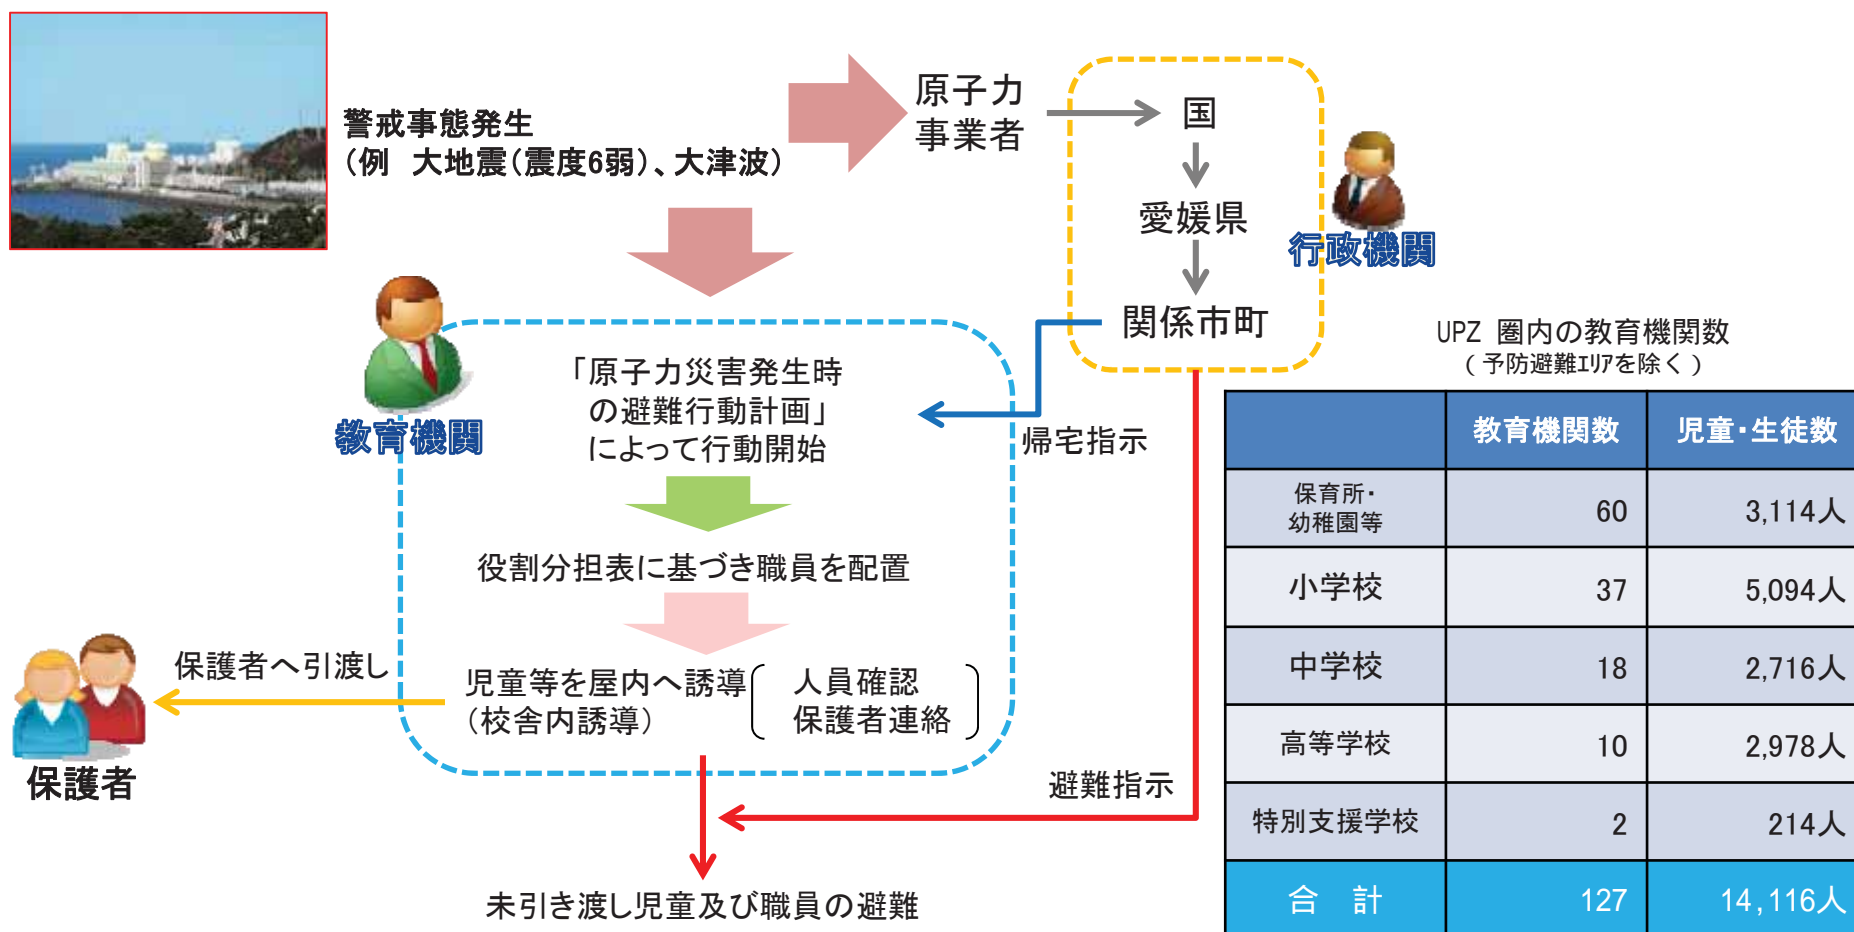 警戒事態発生
（例　大地震（震度6弱）、大津波）
原子力
事業者
国
愛媛県
関係市町
行政機関
教育機関
「原子力災害発生時
の避難行動計画」
によって行動開始
帰宅指示
役割分担表に基づき職員を配置
児童等を屋内へ誘導
（校舎内誘導）
人員確認
保護者連絡
保護者へ引渡し
保護者
避難指示
未引き渡し児童及び職員の避難
UPZ 圏内の教育機関数
（予防避難ｴﾘｱを除く）
教育機関数 児童・生徒数
保育所・
幼稚園等 60 3,114人
小学校 37 5,094人
中学校 18 2,716人
高等学校 10 2,978人
特別支援学校 2 214人
合　計 127 14,116人